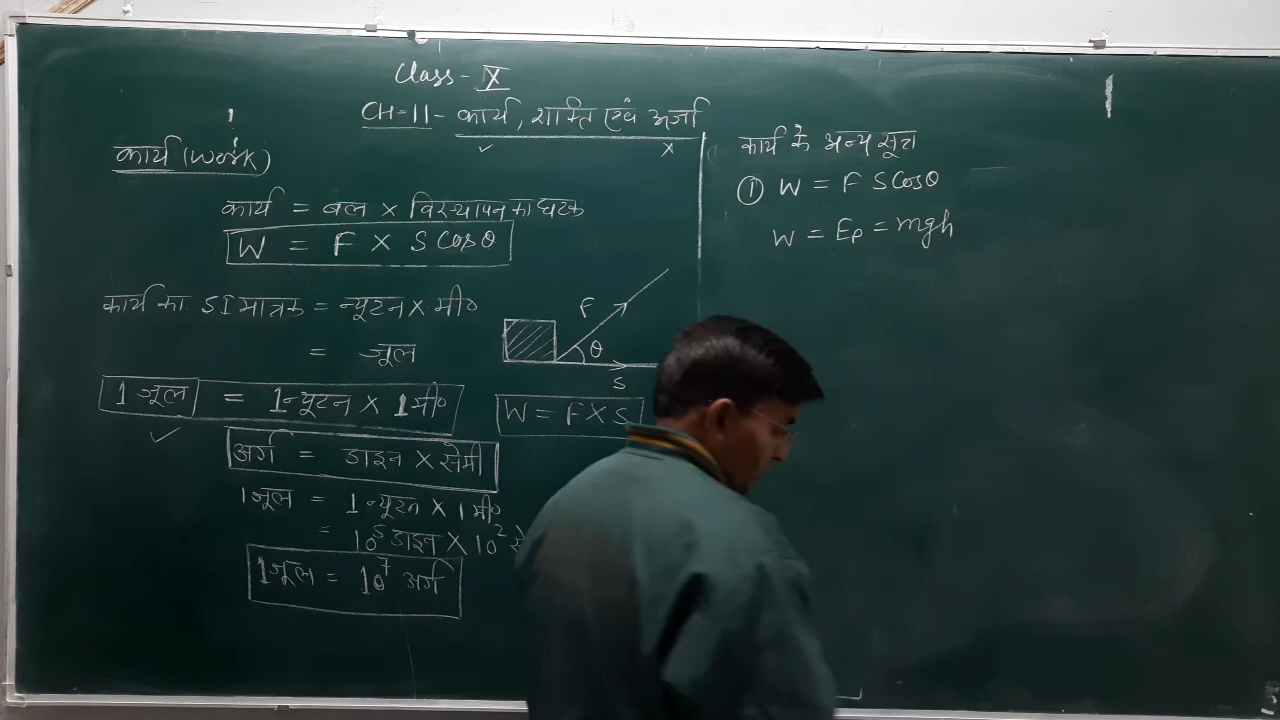 Class - X
CH-11 - कार्य, शक्ति एवं ऊर्जा
कार्य (Work)
कार्य = बल × विस्थापन का घटक
W = F × S Cosθ
कार्य का SI मात्रक = न्यूटन × मी०
= जूल
1 जूल = 1 न्यूटन × 1 मी०
F
θ
S
W = F × S
अर्ग = डाइन × सेमी
1 जूल = 1 न्यूटन × 1 मी०
= 10⁵ डाइन × 10² से
1 जूल = 10⁷ अर्ग
कार्य के अन्य सूत्र
① W = F S Cosθ
W = Eₚ = mgh